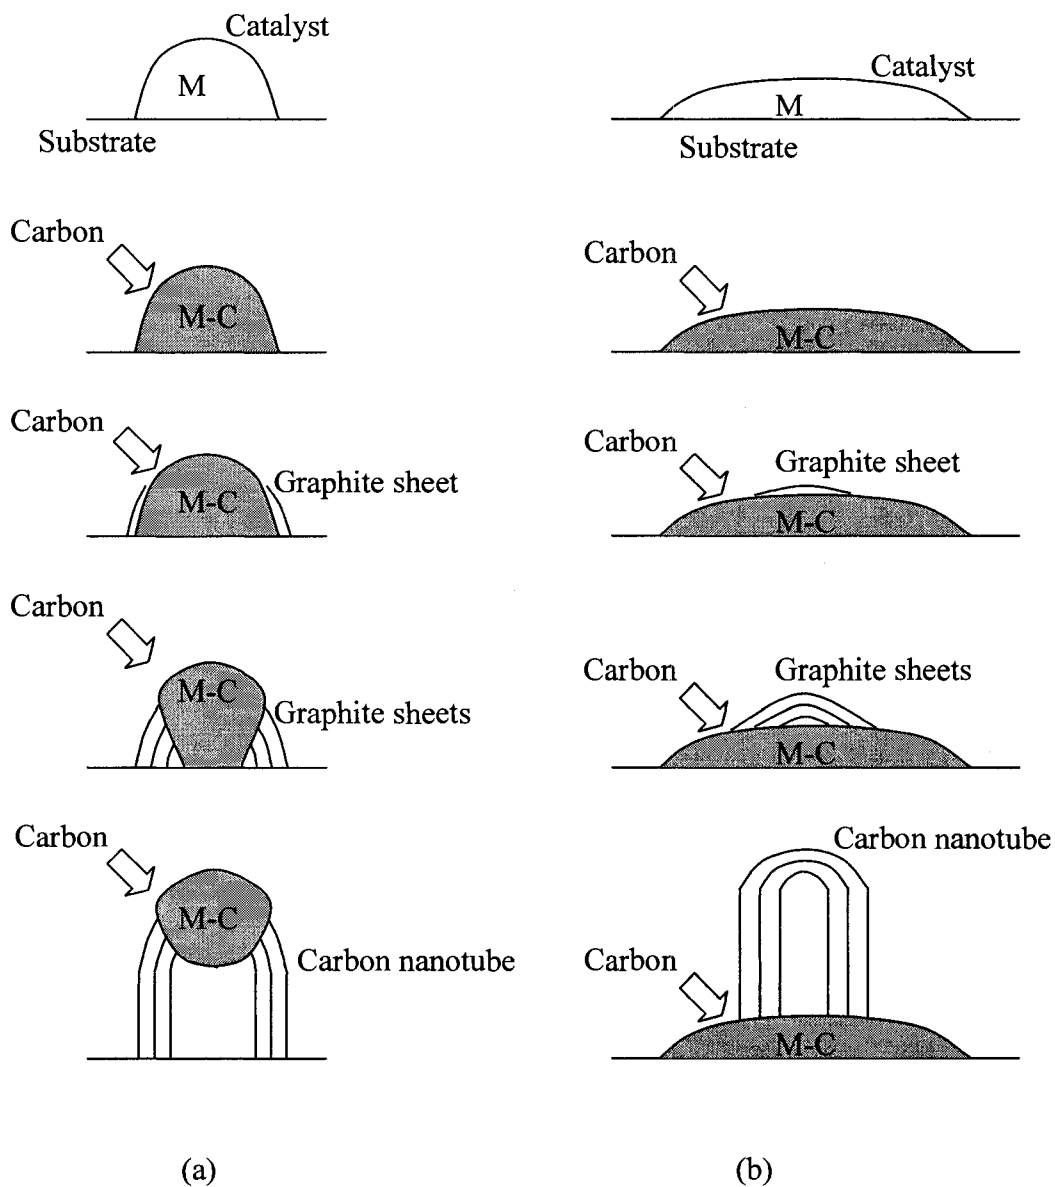 Catalyst
M
Substrate
Carbon
M-C
Carbon
Graphite sheet
M-C
Carbon
M-C
Graphite sheets
Carbon
M-C
Carbon nanotube
(a)
Catalyst
M
Substrate
Carbon
M-C
Carbon
Graphite sheet
M-C
Carbon
Graphite sheets
M-C
Carbon nanotube
Carbon
M-C
(b)